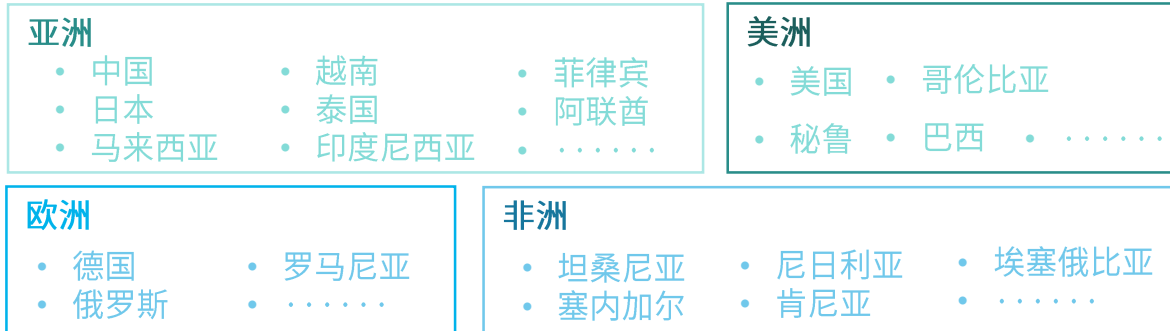 亚洲
• 中国
• 日本
• 马来西亚
• 越南
• 泰国
• 印度尼西亚
• 菲律宾
• 阿联酋
• ······
美洲
• 美国
• 哥伦比亚
• 秘鲁
• 巴西
• ······
欧洲
• 德国
• 俄罗斯
• 罗马尼亚
• ······
非洲
• 坦桑尼亚
• 塞内加尔
• 尼日利亚
• 肯尼亚
• 埃塞俄比亚
• ······